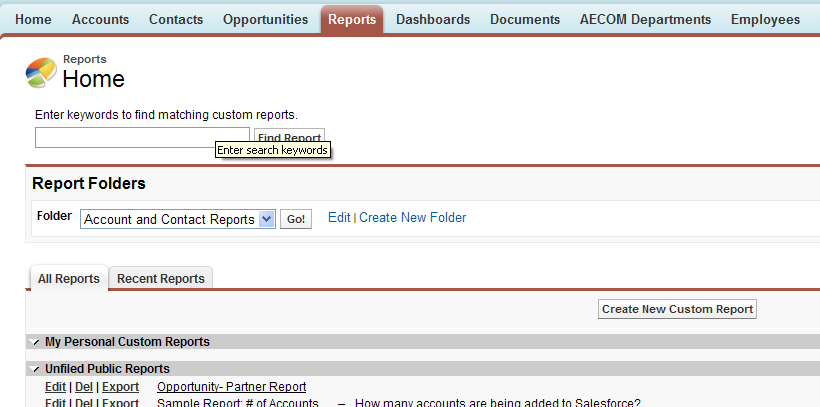 Home Accounts Contacts Opportunities Reports Dashboards Documents AECOM Departments Employees
Reports
Home
Enter keywords to find matching custom reports.
Find Report
Enter search keywords
Report Folders
Folder Account and Contact Reports Go! Edit | Create New Folder
All Reports Recent Reports
Create New Custom Report
My Personal Custom Reports
Unfiled Public Reports
Edit | Del | Export Opportunity- Partner Report
Edit | Del | Export Sample Report: # of Accounts – How many accounts are being added to Salesforce?